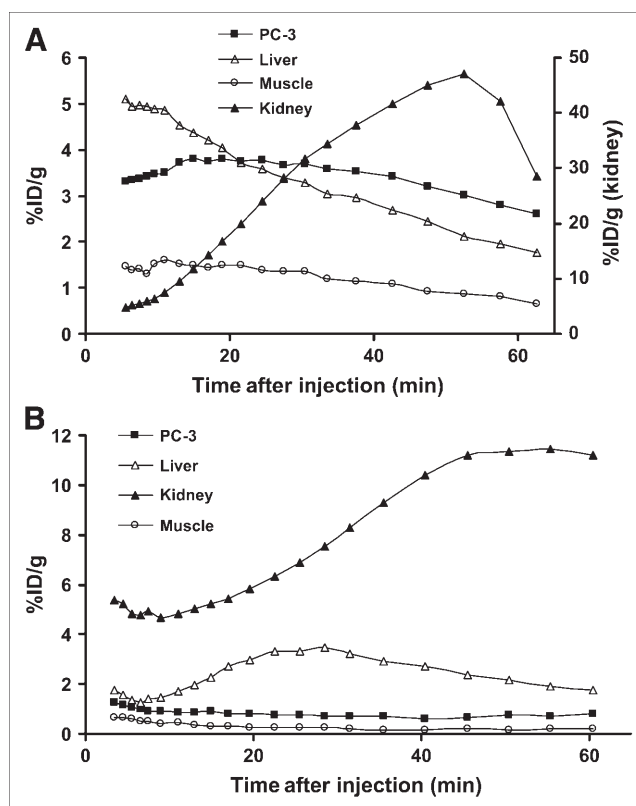 A
PC-3
Liver
Muscle
Kidney
%ID/g
%ID/g (kidney)
6
5
4
3
2
1
0
50
40
30
20
10
0
0 20 40 60
Time after injection (min)
B
PC-3
Liver
Kidney
Muscle
%ID/g
12
10
8
6
4
2
0
20 40 60
Time after injection (min)